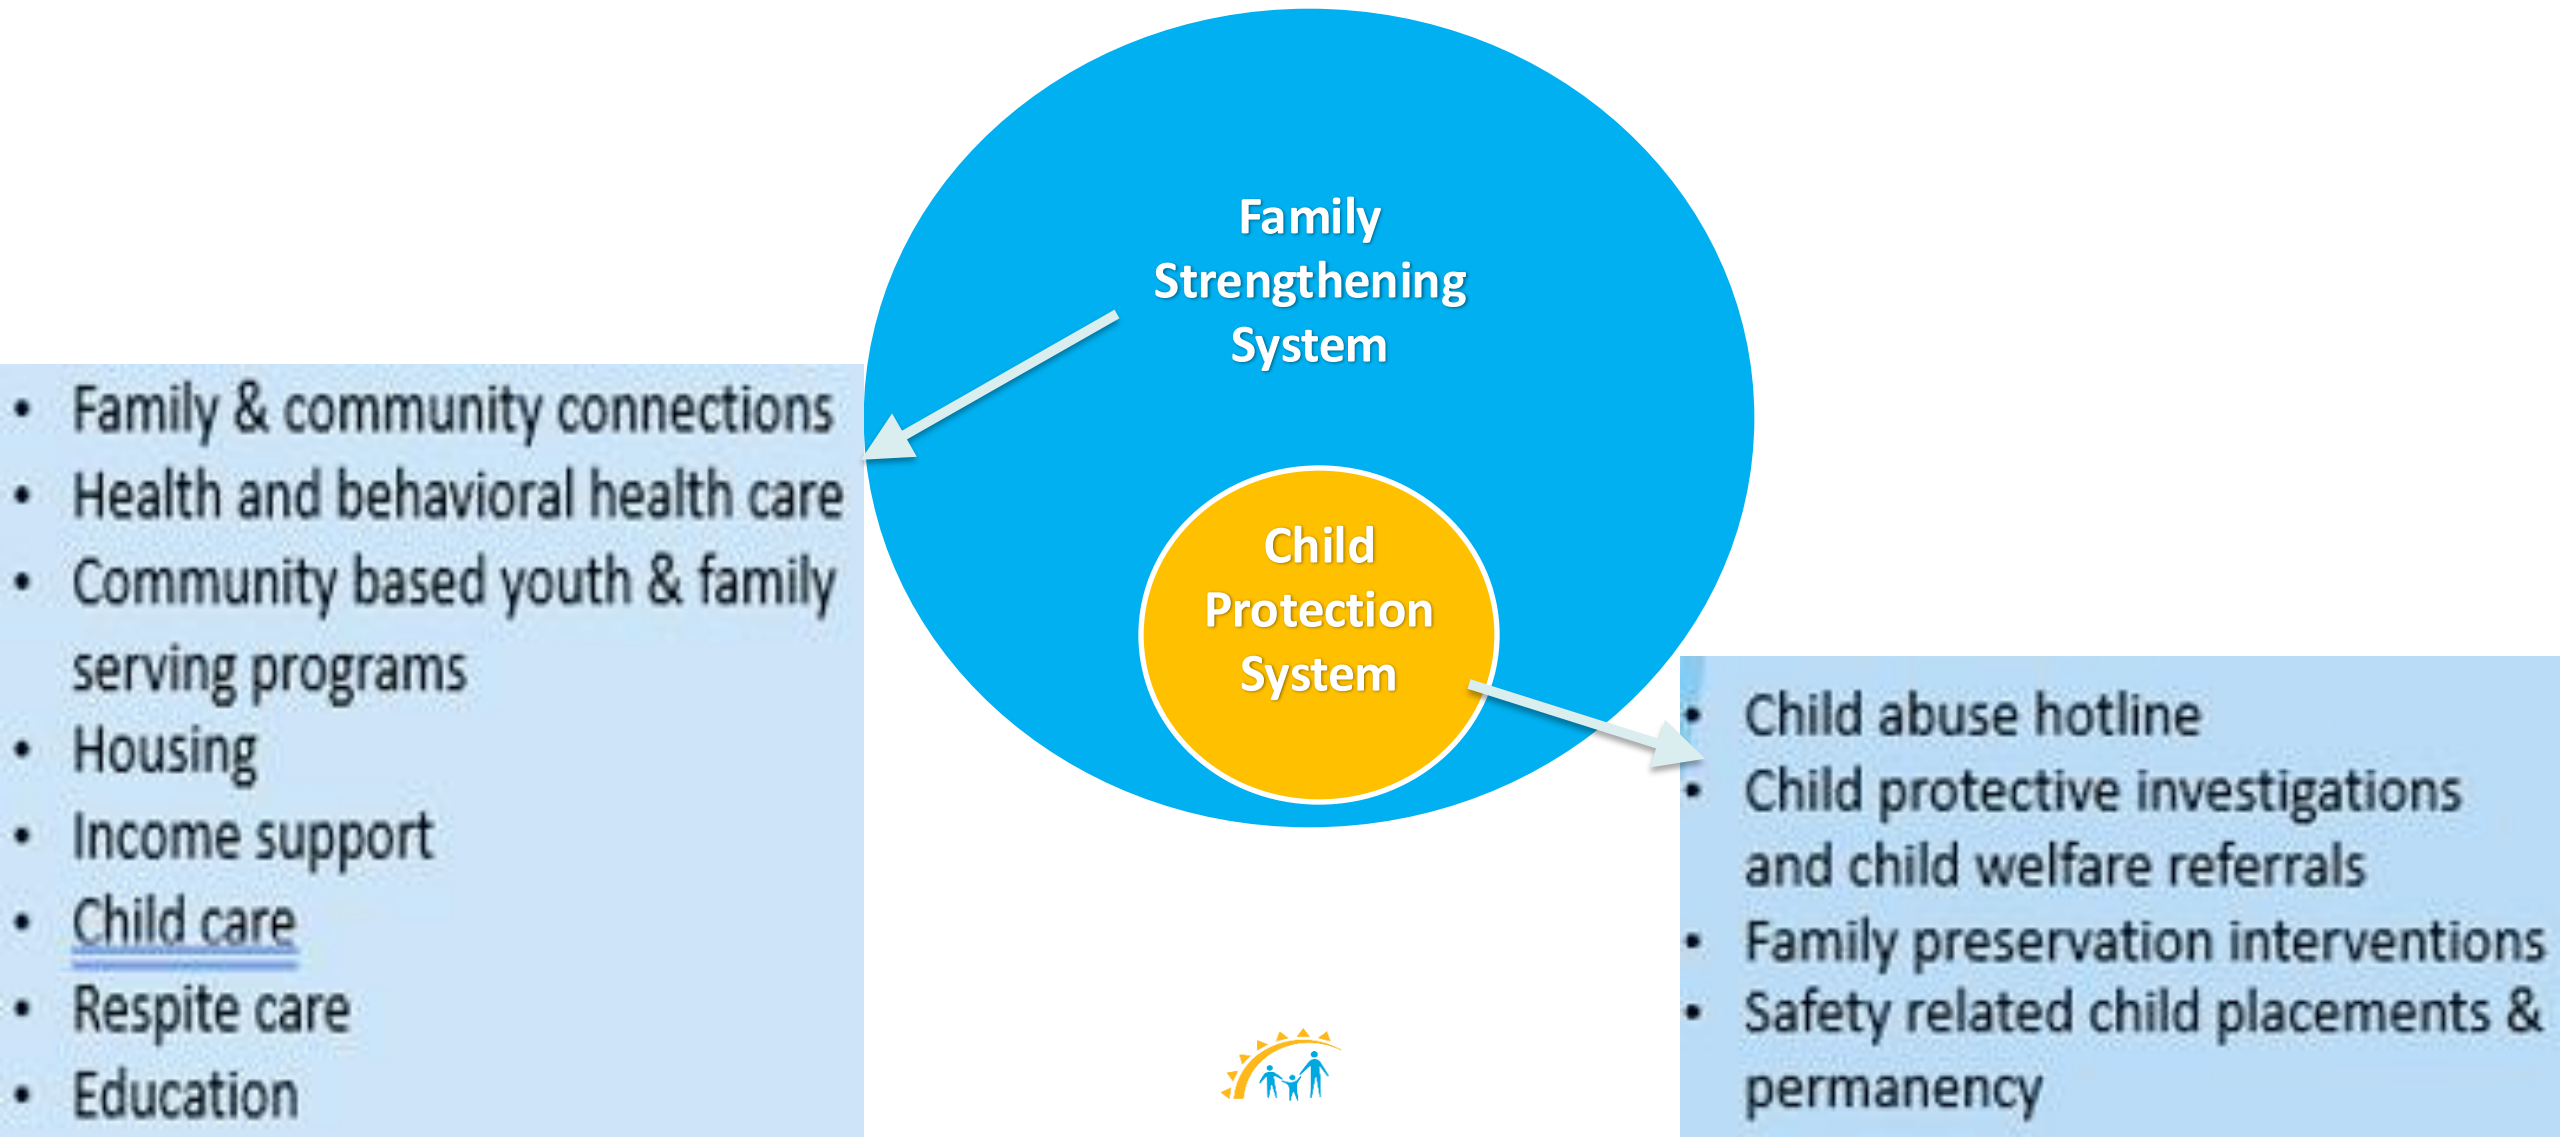 Family
Strengthening
System
Child
Protection
System
• Family & community connections
• Health and behavioral health care
• Community based youth & family
serving programs
• Housing
• Income support
• Child care
• Respite care
• Education
• Child abuse hotline
• Child protective investigations
and child welfare referrals
• Family preservation interventions
• Safety related child placements &
permanency